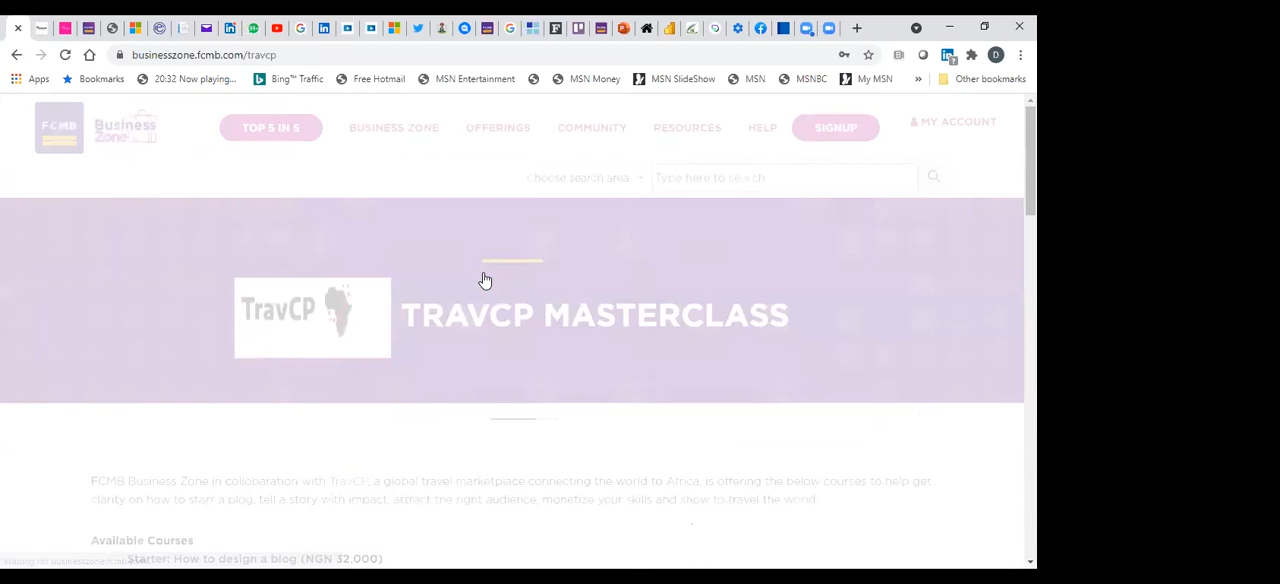 businesszone.fcmb.com/travcp
D
Apps
Bookmarks
20:32 Now playing...
Bing™ Traffic
Free Hotmail
MSN Entertainment
MSN Money
MSN SlideShow
MSN
MSNBC
My MSN
»
Other bookmarks
FCMB
Business
Zone
TOP 5 IN 5
BUSINESS ZONE
OFFERINGS
COMMUNITY
RESOURCES
HELP
SIGNUP
MY ACCOUNT
Choose search area
Type here to search
TravCP
TRAVCP MASTERCLASS
FCMB Business Zone in collobaration with TravCP, a global travel marketplace connecting the world to Africa, is offering the below courses to help get
clarity on how to start a blog, tell a story with impact, attract the right audience, monetize your skills and show to travel the world.
Available Courses
Starter: How to design a blog (NGN 32,000)